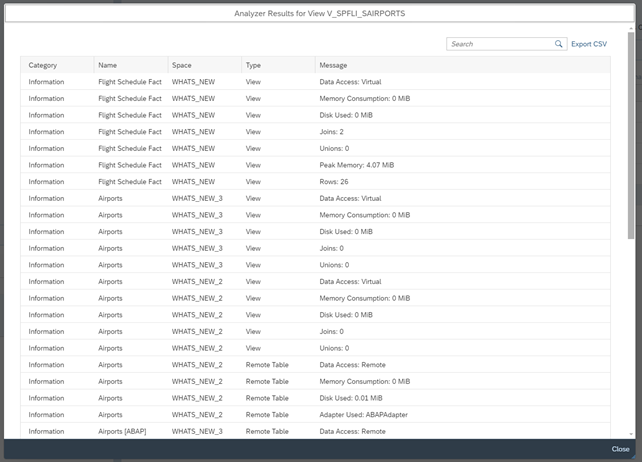 Analyzer Results for View V_SPFLI_SAIRPORTS
Search Export CSV
Category Name Space Type Message
Information Flight Schedule Fact WHATS_NEW View Data Access: Virtual
Information Flight Schedule Fact WHATS_NEW View Memory Consumption: 0 MiB
Information Flight Schedule Fact WHATS_NEW View Disk Used: 0 MiB
Information Flight Schedule Fact WHATS_NEW View Joins: 2
Information Flight Schedule Fact WHATS_NEW View Unions: 0
Information Flight Schedule Fact WHATS_NEW View Peak Memory: 4.07 MiB
Information Flight Schedule Fact WHATS_NEW View Rows: 26
Information Airports WHATS_NEW_3 View Data Access: Virtual
Information Airports WHATS_NEW_3 View Memory Consumption: 0 MiB
Information Airports WHATS_NEW_3 View Disk Used: 0 MiB
Information Airports WHATS_NEW_3 View Joins: 0
Information Airports WHATS_NEW_3 View Unions: 0
Information Airports WHATS_NEW_2 View Data Access: Virtual
Information Airports WHATS_NEW_2 View Memory Consumption: 0 MiB
Information Airports WHATS_NEW_2 View Disk Used: 0 MiB
Information Airports WHATS_NEW_2 View Joins: 0
Information Airports WHATS_NEW_2 View Unions: 0
Information Airports WHATS_NEW_2 Remote Table Data Access: Remote
Information Airports WHATS_NEW_2 Remote Table Memory Consumption: 0 MiB
Information Airports WHATS_NEW_2 Remote Table Disk Used: 0.01 MiB
Information Airports WHATS_NEW_2 Remote Table Adapter Used: ABAPAdapter
Information Airports [ABAP] WHATS_NEW_3 Remote Table Data Access: Remote
Close